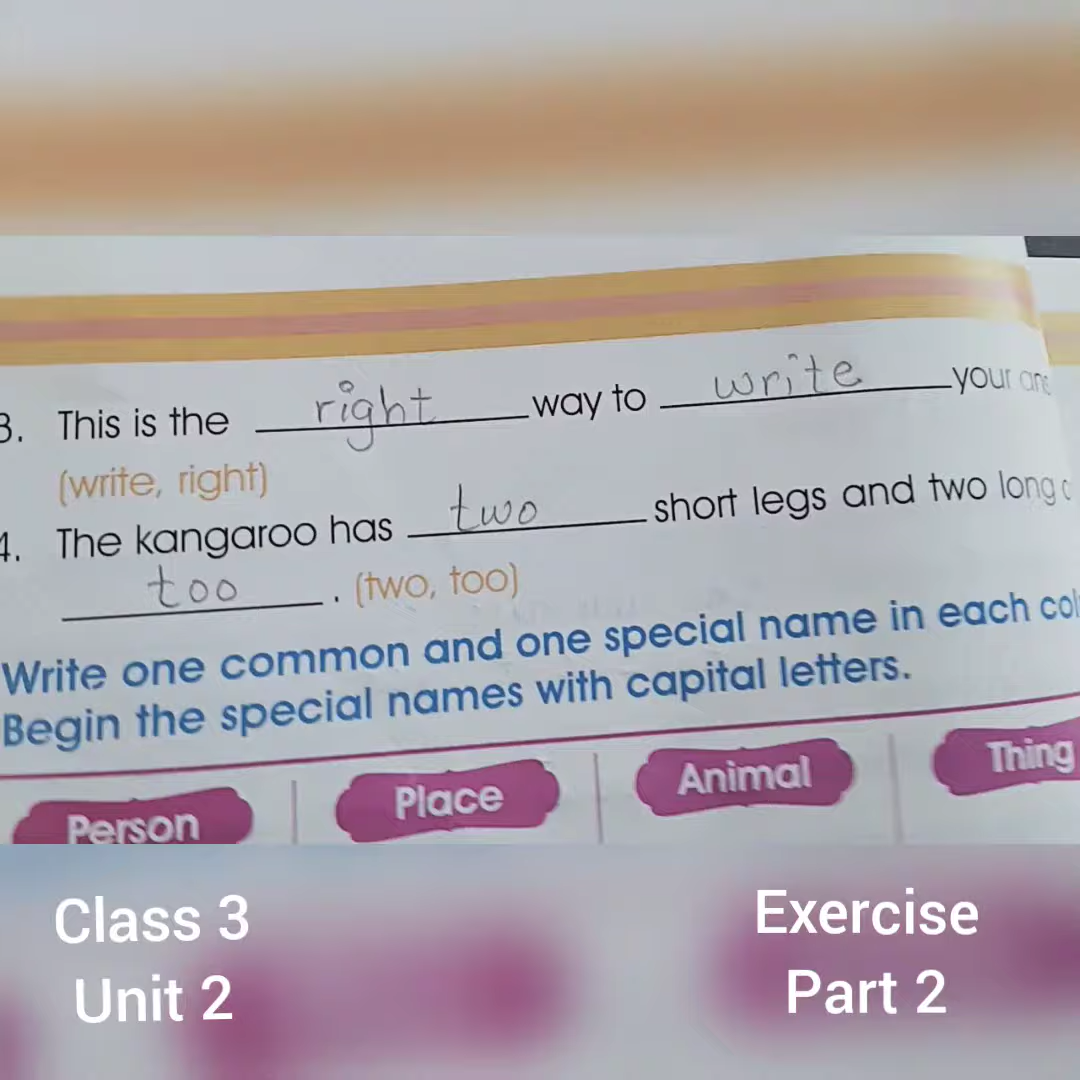 3. This is the right way to write your
(write, right)
4. The kangaroo has two short legs and two long
too. (two, too)
Write one common and one special name in each
Begin the special names with capital letters.
Person Place Animal Thing
Class 3 Exercise
Unit 2 Part 2